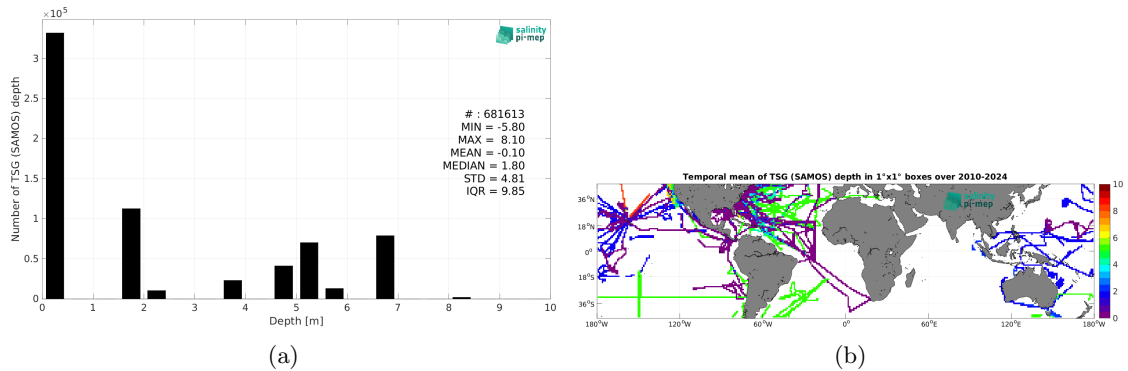 ×10⁵
salinity
pi-mep
Number of TSG (SAMOS) depth
3.5
3
2.5
2
1.5
1
0.5
0
# : 681613
MIN = -5.80
MAX = 8.10
MEAN = -0.10
MEDIAN = 1.80
STD = 4.81
IQR = 9.85
0 1 2 3 4 5 6 7 8 9 10
Depth [m]
(a)
Temporal mean of TSG (SAMOS) depth in 1°x1° boxes over 2010-2024
salinity
pi-mep
36°N
18°N
0°
18°S
36°S
180°W 120°W 60°W 0° 60°E 120°E 180°W
10
8
6
4
2
0
(b)